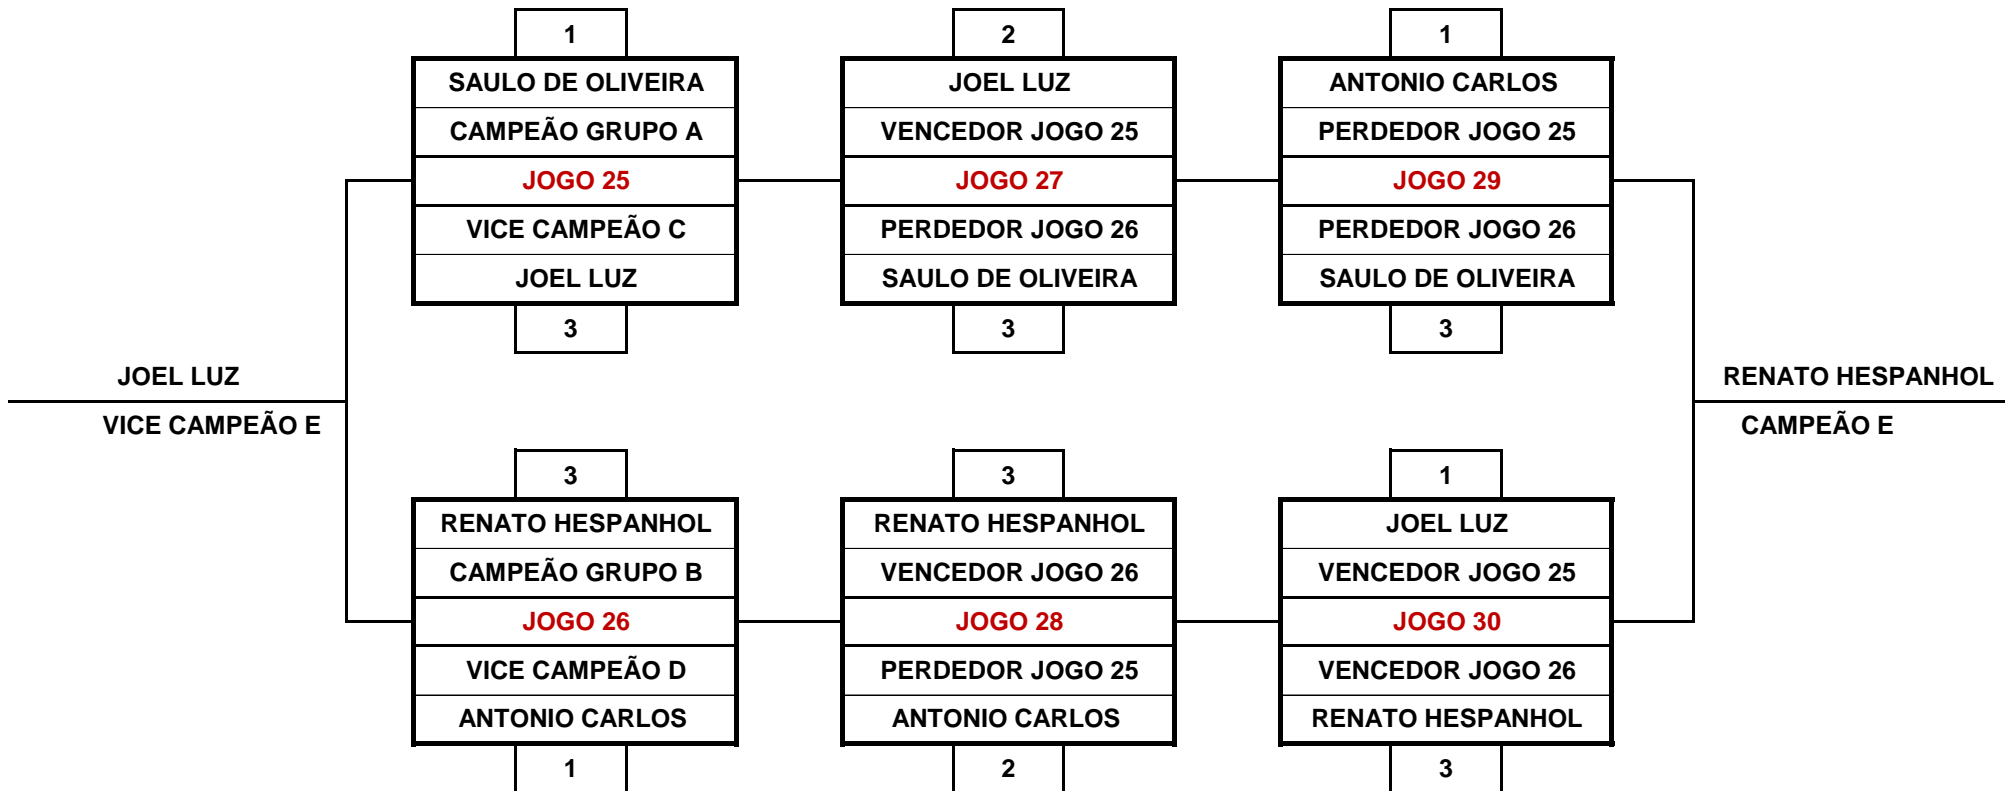 1
SAULO DE OLIVEIRA
CAMPEÃO GRUPO A
JOGO 25
VICE CAMPEÃO C
JOEL LUZ
3
2
JOEL LUZ
VENCEDOR JOGO 25
JOGO 27
PERDEDOR JOGO 26
SAULO DE OLIVEIRA
3
1
ANTONIO CARLOS
PERDEDOR JOGO 25
JOGO 29
PERDEDOR JOGO 26
SAULO DE OLIVEIRA
3
JOEL LUZ
VICE CAMPEÃO E
RENATO HESPANHOL
CAMPEÃO E
3
RENATO HESPANHOL
CAMPEÃO GRUPO B
JOGO 26
VICE CAMPEÃO D
ANTONIO CARLOS
1
3
RENATO HESPANHOL
VENCEDOR JOGO 26
JOGO 28
PERDEDOR JOGO 25
ANTONIO CARLOS
2
1
JOEL LUZ
VENCEDOR JOGO 25
JOGO 30
VENCEDOR JOGO 26
RENATO HESPANHOL
3